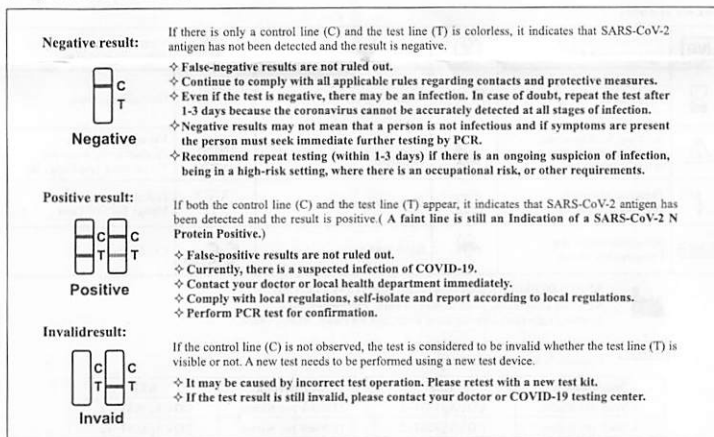 Negative result:
If there is only a control line (C) and the test line (T) is colorless, it indicates that SARS-CoV-2
antigen has not been detected and the result is negative.
C
T
Negative
✧ False-negative results are not ruled out.
✧ Continue to comply with all applicable rules regarding contacts and protective measures.
✧ Even if the test is negative, there may be an infection. In case of doubt, repeat the test after
1-3 days because the coronavirus cannot be accurately detected at all stages of infection.
✧ Negative results may not mean that a person is not infectious and if symptoms are present
the person must seek immediate further testing by PCR.
✧ Recommend repeat testing (within 1-3 days) if there is an ongoing suspicion of infection,
being in a high-risk setting, where there is an occupational risk, or other requirements.
Positive result:
If both the control line (C) and the test line (T) appear, it indicates that SARS-CoV-2 antigen has
been detected and the result is positive.( A faint line is still an Indication of a SARS-CoV-2 N
Protein Positive.)
C C
T T
Positive
✧ False-positive results are not ruled out.
✧ Currently, there is a suspected infection of COVID-19.
✧ Contact your doctor or local health department immediately.
✧ Comply with local regulations, self-isolate and report according to local regulations.
✧ Perform PCR test for confirmation.
Invalidresult:
If the control line (C) is not observed, the test is considered to be invalid whether the test line (T) is
visible or not. A new test needs to be performed using a new test device.
C C
T T
Invaid
✧ It may be caused by incorrect test operation. Please retest with a new test kit.
✧ If the test result is still invalid, please contact your doctor or COVID-19 testing center.